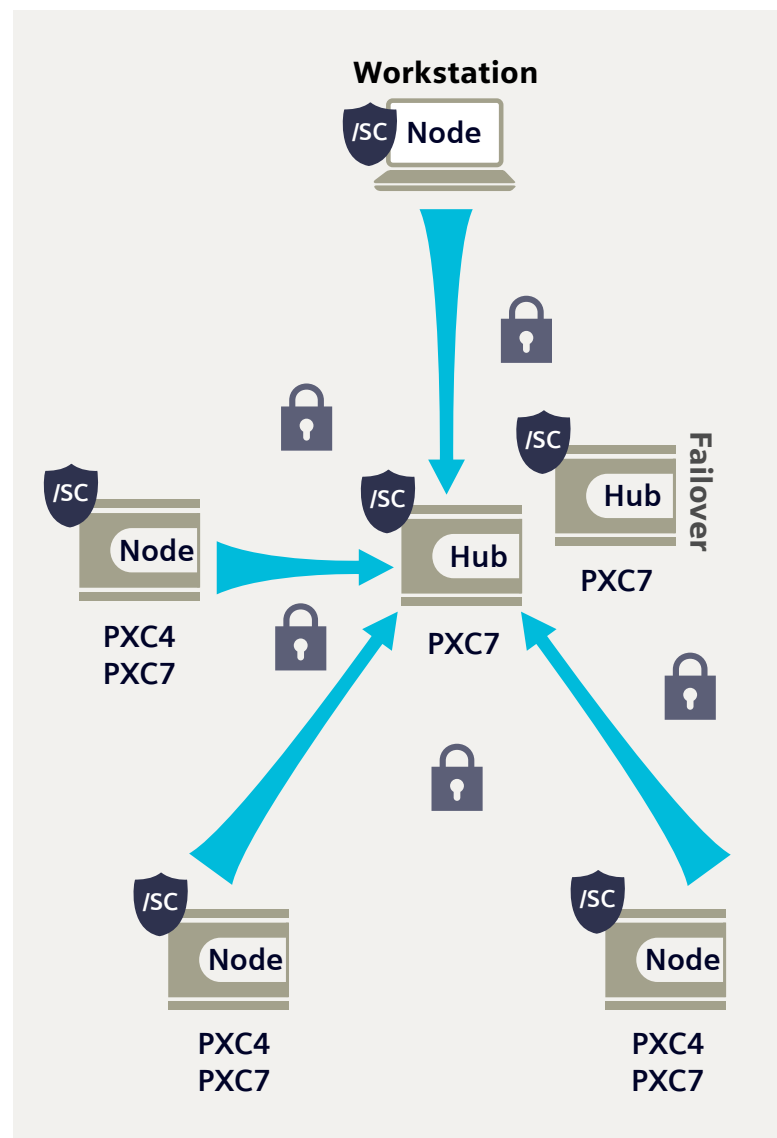 Workstation
/SC
Node
/SC
Hub
Failover
PXC7
/SC
Node
PXC4
PXC7
/SC
Hub
PXC7
/SC
Node
PXC4
PXC7
/SC
Node
PXC4
PXC7